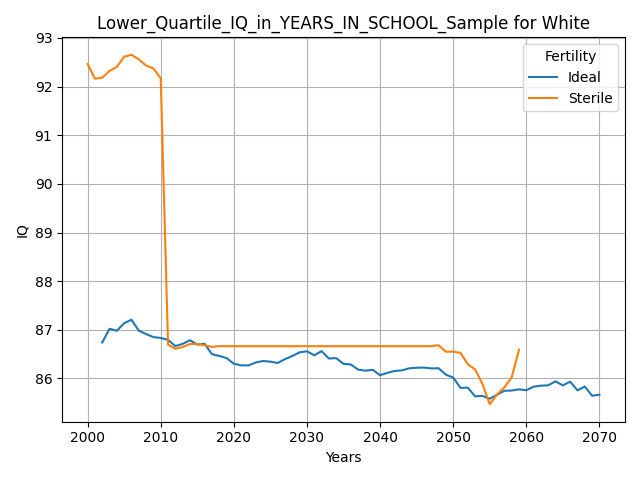 Lower_Quartile_IQ_in_YEARS_IN_SCHOOL_Sample for White
93
92
91
90
89
88
87
86
IQ
Fertility
Ideal
Sterile
2000 2010 2020 2030 2040 2050 2060 2070
Years